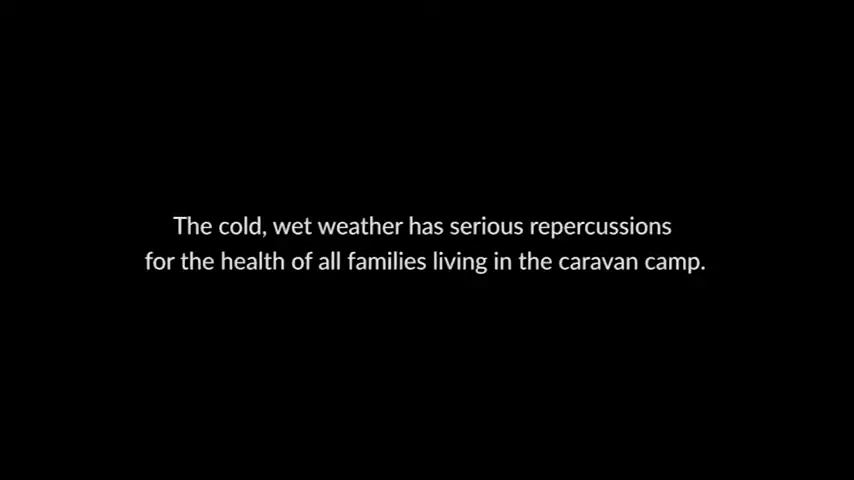 The cold, wet weather has serious repercussions
for the health of all families living in the caravan camp.